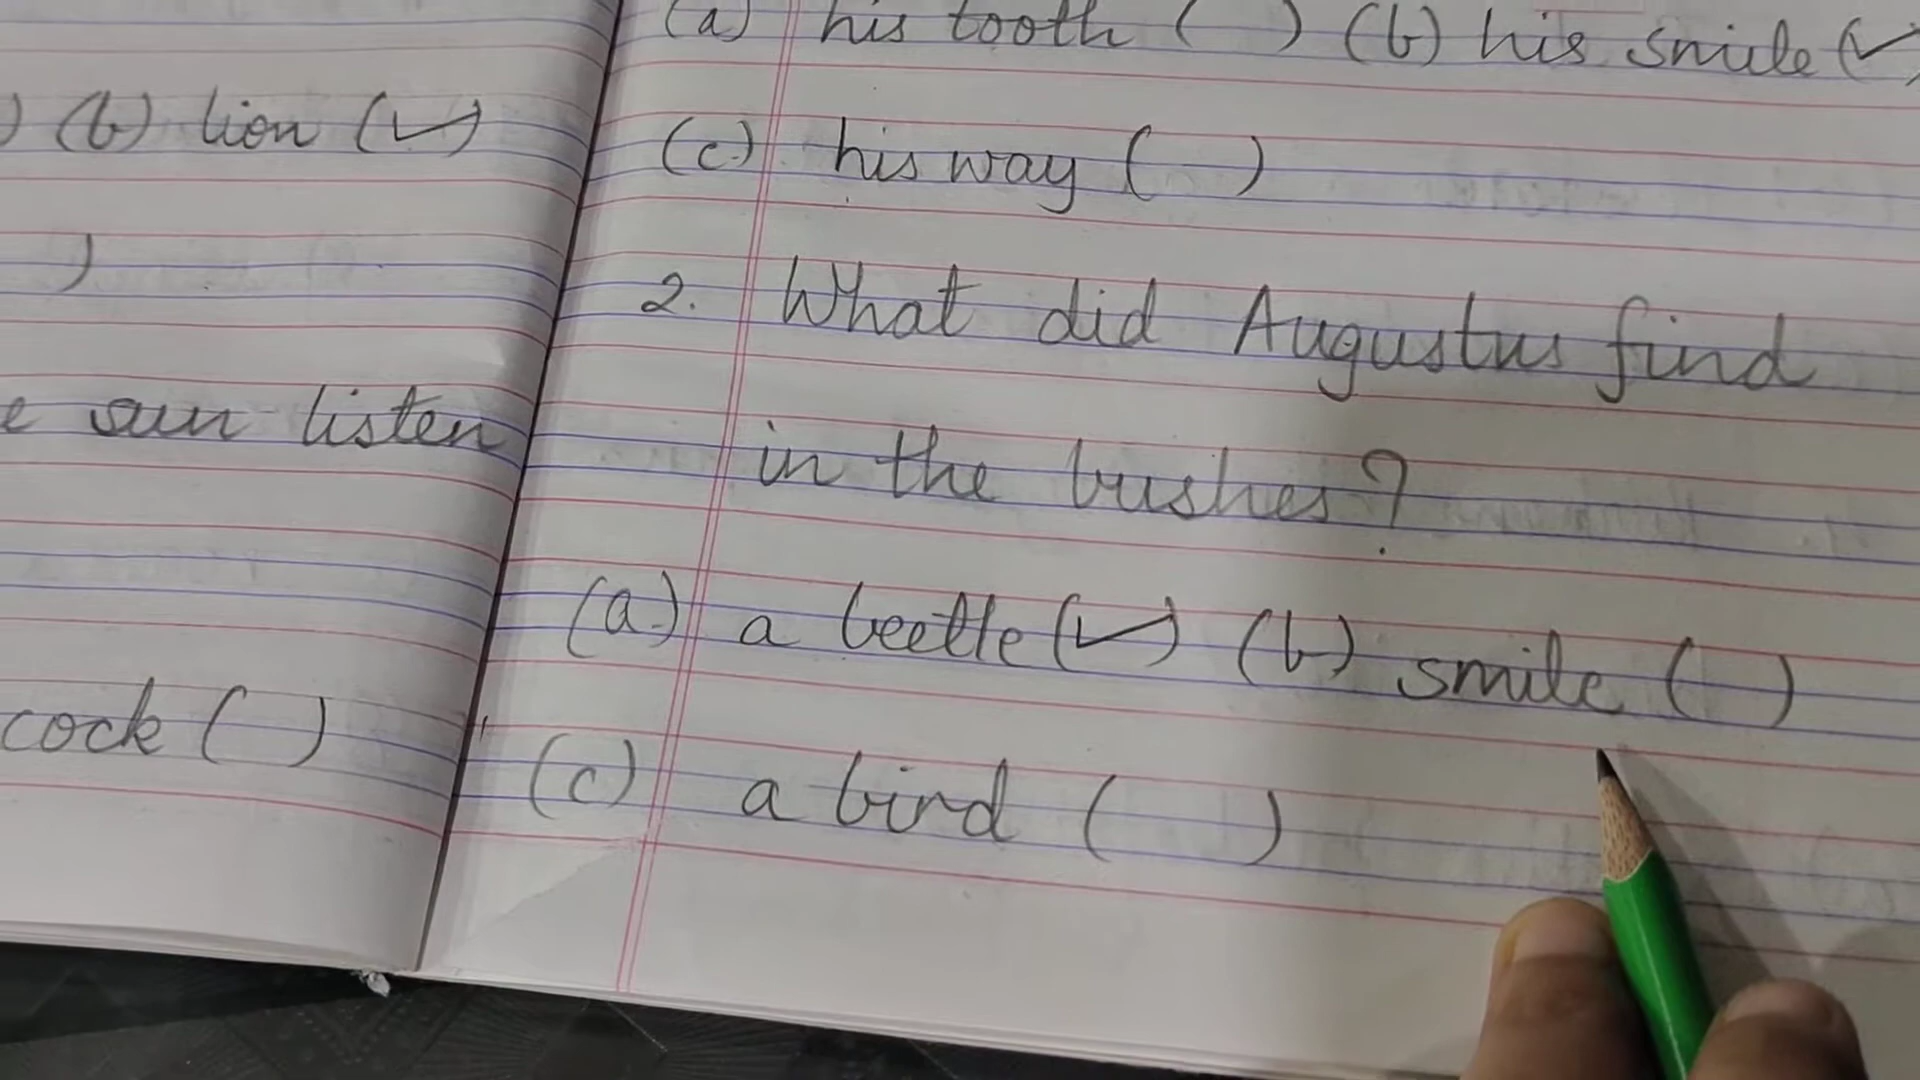 ) (b) lion (✓)
)
e sun listen
cock ( )
(a) his tooth ( ) (b) his smile (✓)
(c) his way ( )
2. What did Augustus find
in the bushes?
(a) a beetle (✓) (b) smile ( )
(c) a bird ( )